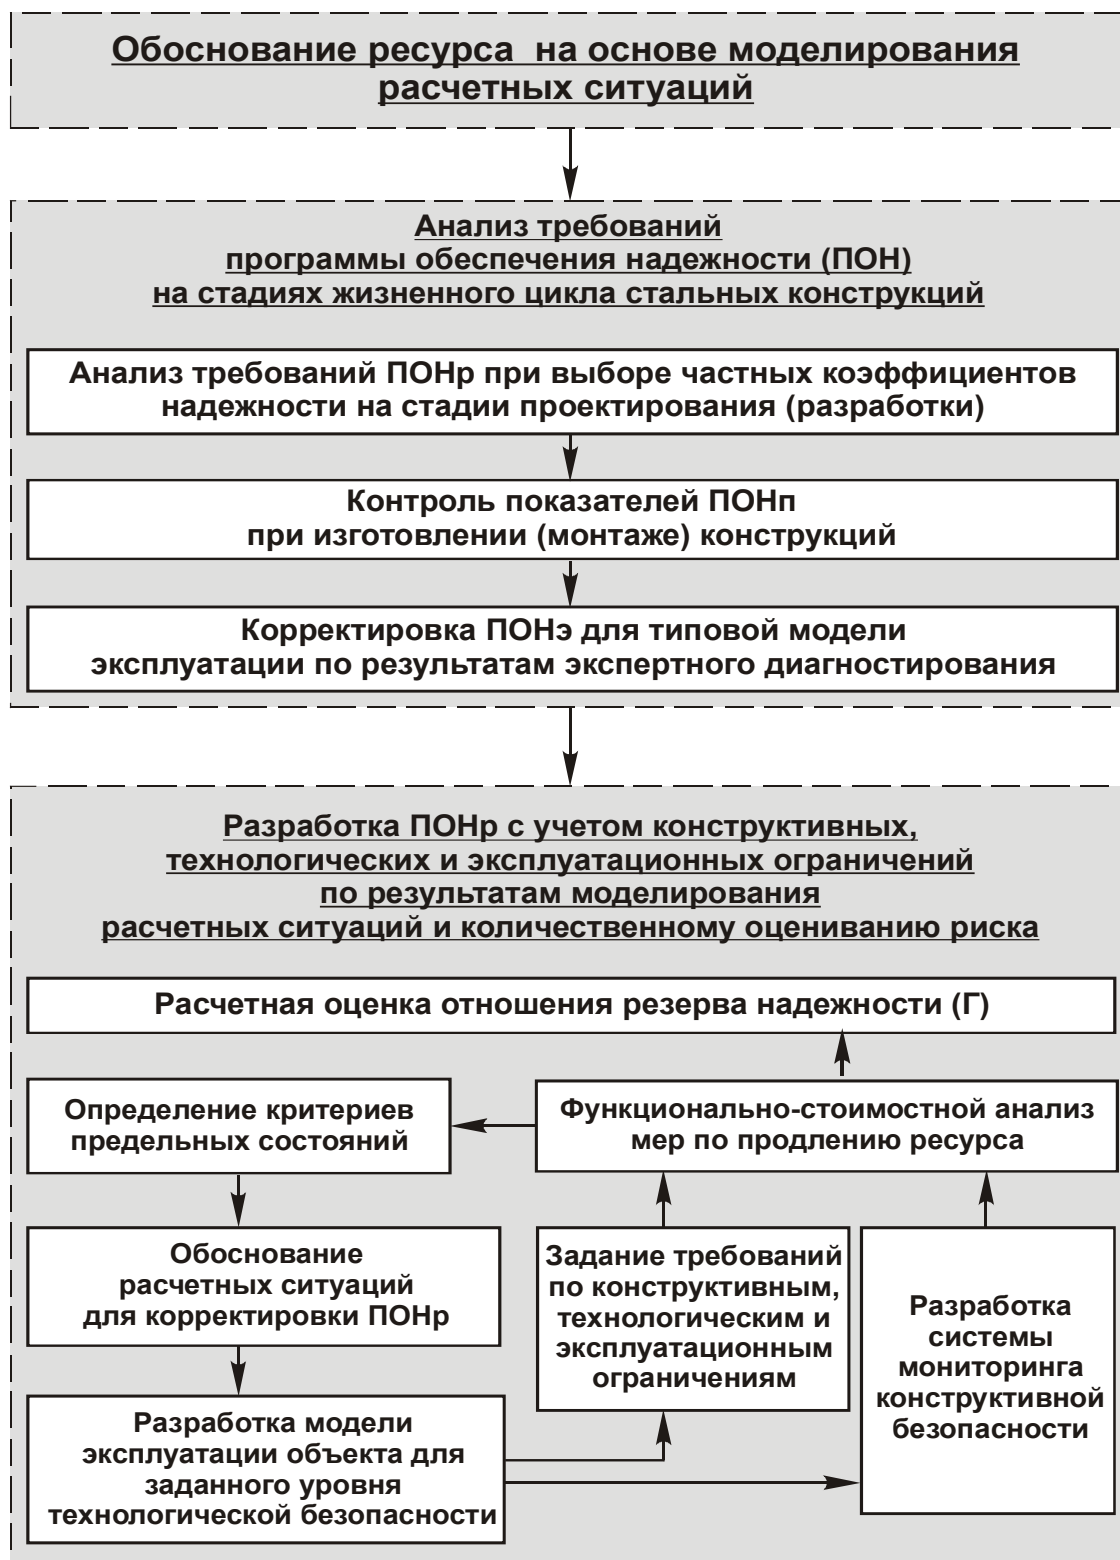 Обоснование ресурса на основе моделирования
расчетных ситуаций
Анализ требований
программы обеспечения надежности (ПОН)
на стадиях жизненного цикла стальных конструкций
Анализ требований ПОНр при выборе частных коэффициентов
надежности на стадии проектирования (разработки)
Контроль показателей ПОНп
при изготовлении (монтаже) конструкций
Корректировка ПОНэ для типовой модели
эксплуатации по результатам экспертного диагностирования
Разработка ПОНр с учетом конструктивных,
технологических и эксплуатационных ограничений
по результатам моделирования
расчетных ситуаций и количественному оцениванию риска
Расчетная оценка отношения резерва надежности (Г)
Определение критериев
предельных состояний
Функционально-стоимостной анализ
мер по продлению ресурса
Обоснование
расчетных ситуаций
для корректировки ПОНр
Задание требований
по конструктивным,
технологическим и
эксплуатационным
ограничениям
Разработка
системы
мониторинга
конструктивной
безопасности
Разработка модели
эксплуатации объекта для
заданного уровня
технологической безопасности